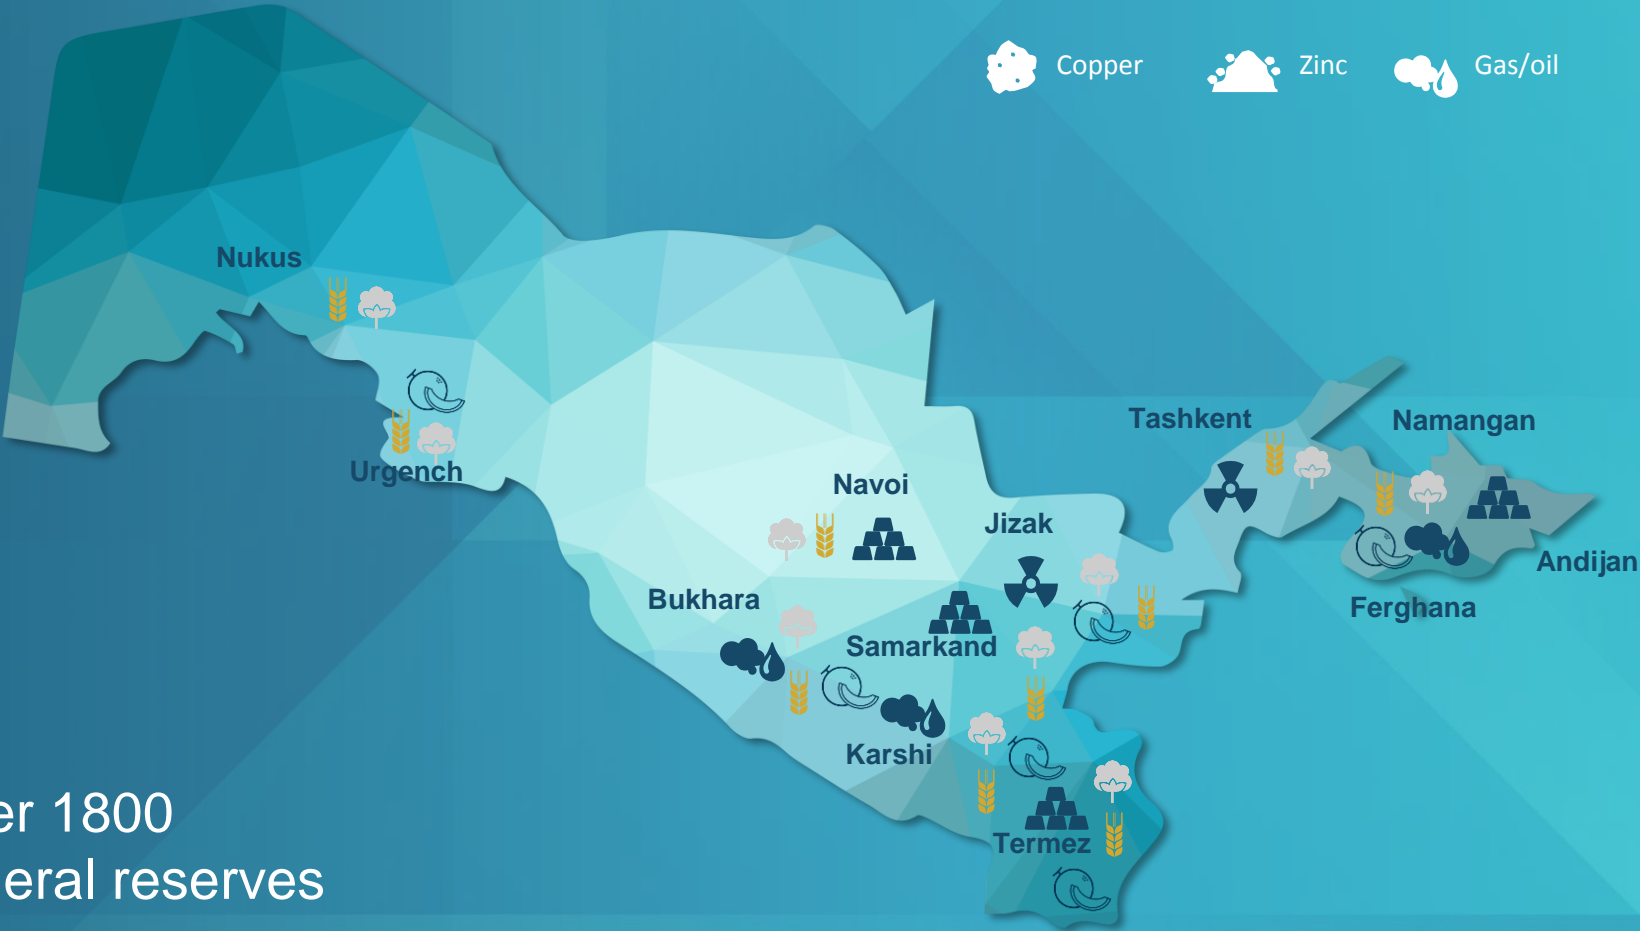 Copper Zinc Gas/oil
Nukus
Tashkent Namangan
Urgench
Navoi
Jizak
Andijan
Bukhara
Ferghana
Samarkand
Karshi
er 1800
Termez
eral reserves